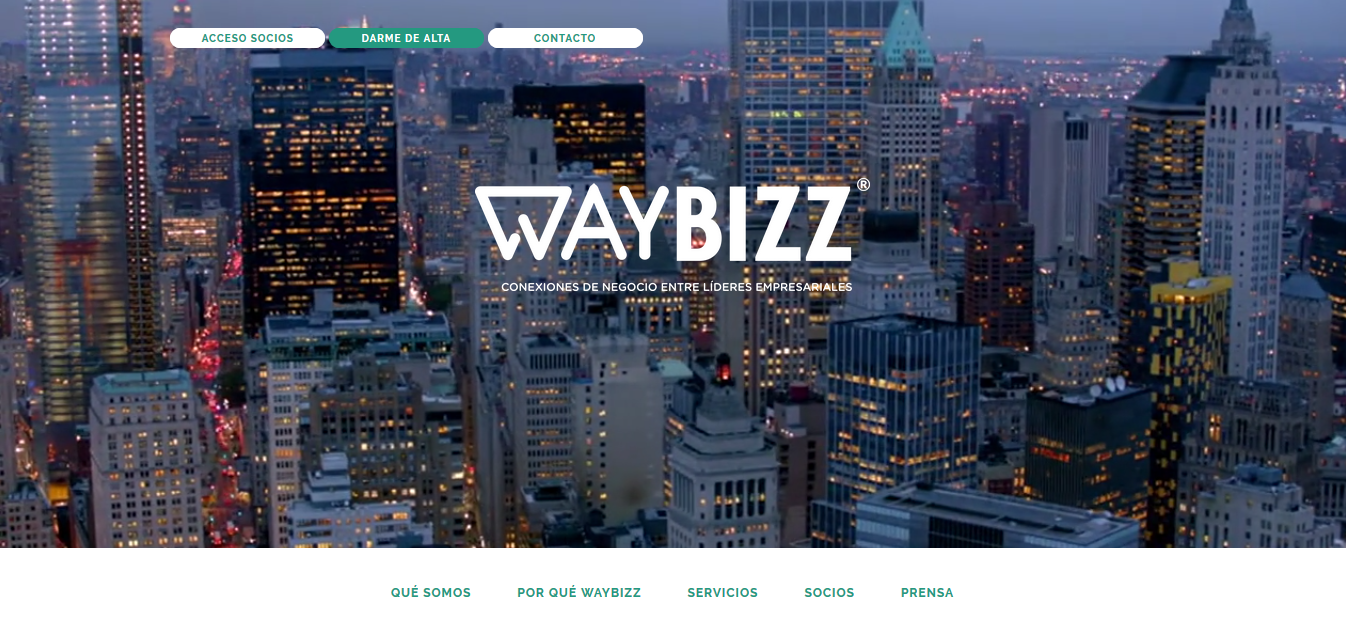 ACCESO SOCIOS
DARME DE ALTA
CONTACTO
WAYBIZZ®
CONEXIONES DE NEGOCIO ENTRE LÍDERES EMPRESARIALES
QUÉ SOMOS
POR QUÉ WAYBIZZ
SERVICIOS
SOCIOS
PRENSA